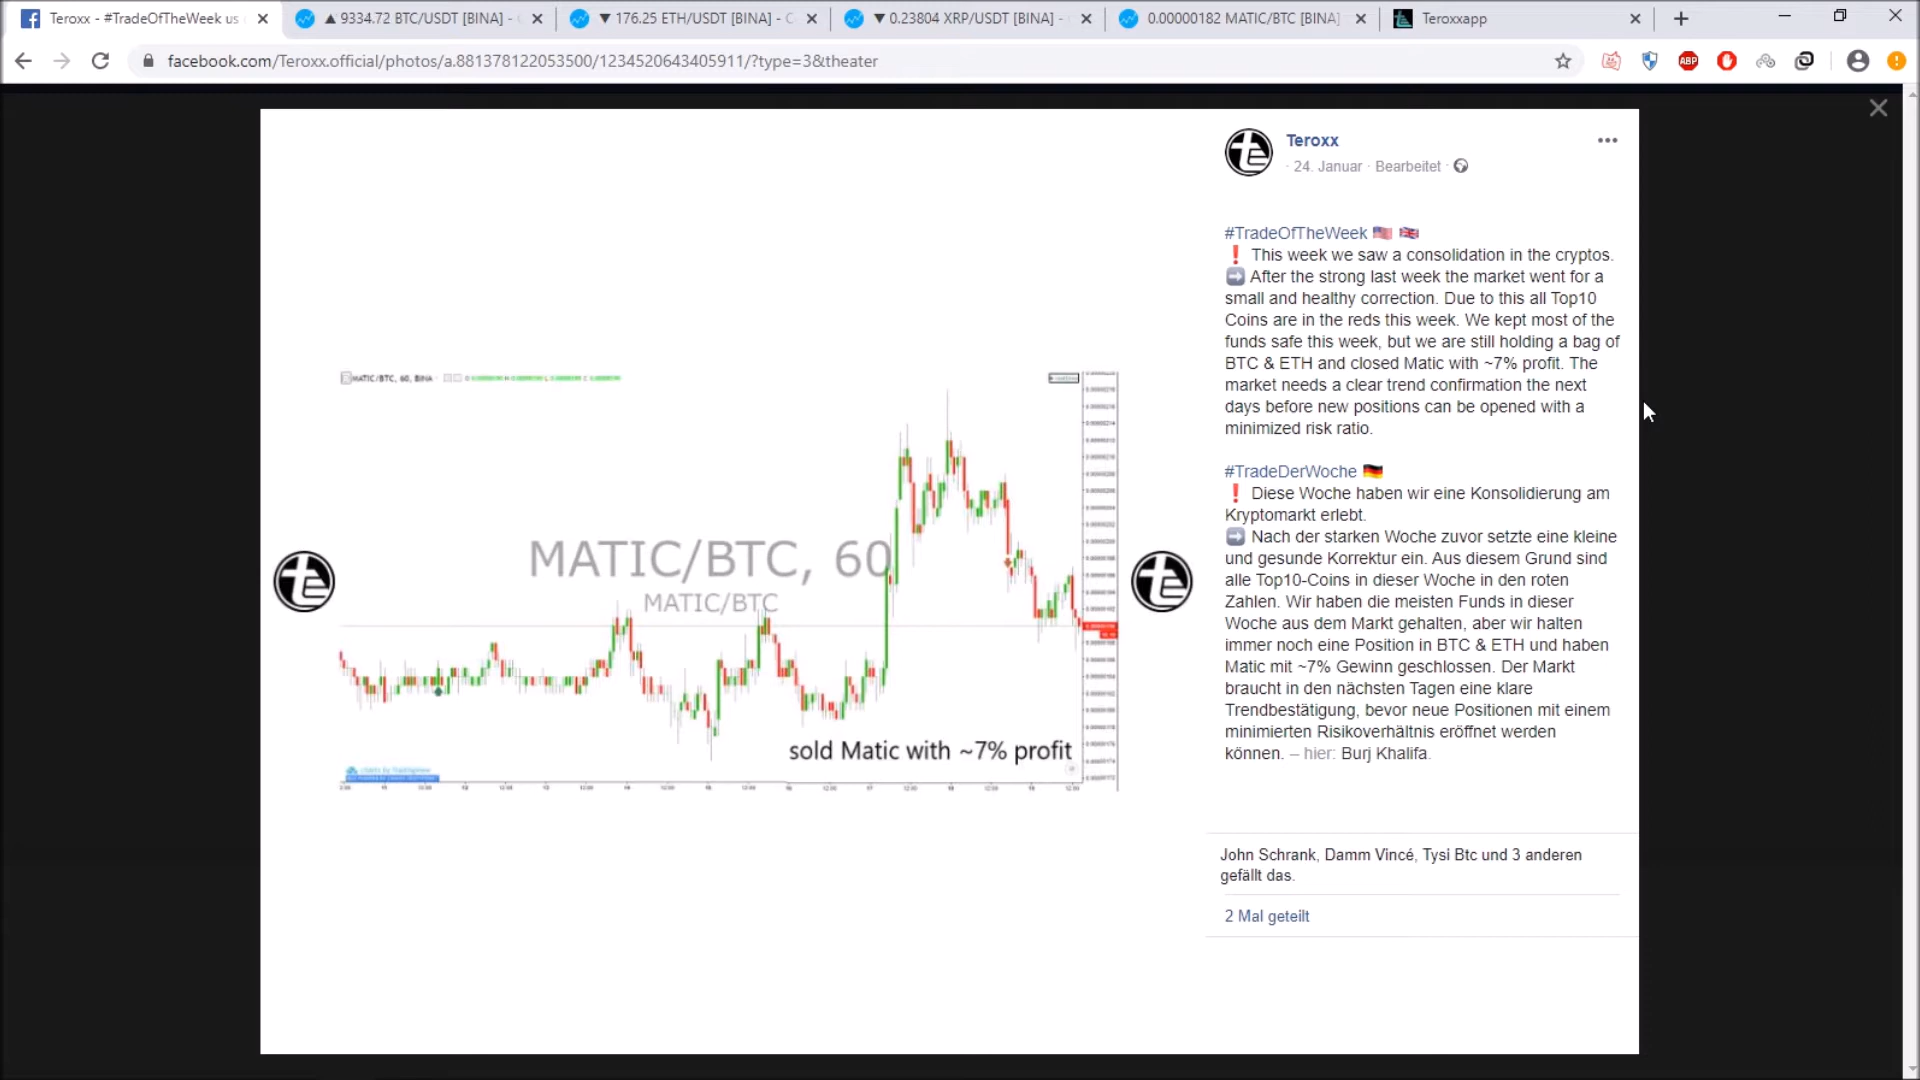 Teroxx - #TradeOfTheWeek us
▲ 9334.72 BTC/USDT [BINA] -
▼ 176.25 ETH/USDT [BINA] - C
▼ 0.23804 XRP/USDT [BINA] -
0.00000182 MATIC/BTC [BINA]
Teroxxapp
facebook.com/Teroxx.official/photos/a.881378122053500/1234520643405911/?type=3&theater
ABP
Teroxx
· 24. Januar · Bearbeitet ·
#TradeOfTheWeek 🇺🇸 🇬🇧
❗ This week we saw a consolidation in the cryptos.
➡ After the strong last week the market went for a
small and healthy correction. Due to this all Top10
Coins are in the reds this week. We kept most of the
funds safe this week, but we are still holding a bag of
BTC & ETH and closed Matic with ~7% profit. The
market needs a clear trend confirmation the next
days before new positions can be opened with a
minimized risk ratio.
#TradeDerWoche 🇩🇪
❗ Diese Woche haben wir eine Konsolidierung am
Kryptomarkt erlebt.
➡ Nach der starken Woche zuvor setzte eine kleine
und gesunde Korrektur ein. Aus diesem Grund sind
alle Top10-Coins in dieser Woche in den roten
Zahlen. Wir haben die meisten Funds in dieser
Woche aus dem Markt gehalten, aber wir halten
immer noch eine Position in BTC & ETH und haben
Matic mit ~7% Gewinn geschlossen. Der Markt
braucht in den nächsten Tagen eine klare
Trendbestätigung, bevor neue Positionen mit einem
minimierten Risikoverhältnis eröffnet werden
können. – hier: Burj Khalifa.
John Schrank, Damm Vincé, Tysi Btc und 3 anderen
gefällt das.
2 Mal geteilt
MATIC/BTC, 60, BINA
MATIC/BTC, 60
MATIC/BTC
sold Matic with ~7% profit